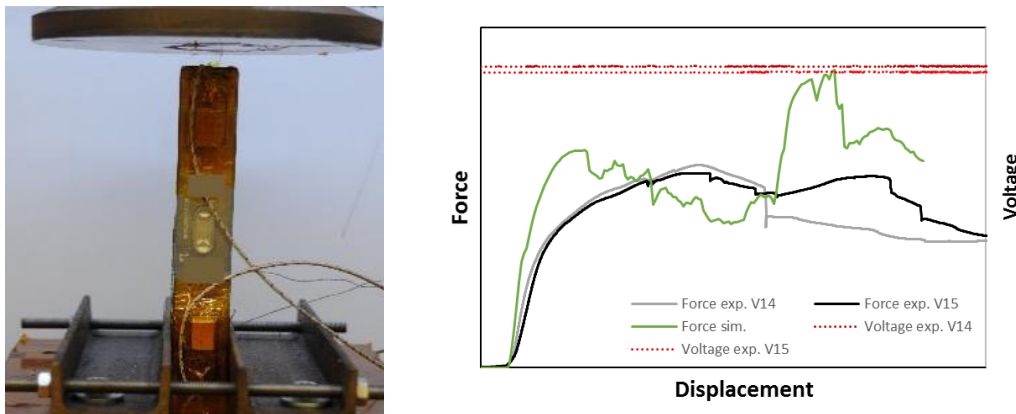 Force
Voltage
Force exp. V14
Force exp. V15
Force sim.
Voltage exp. V14
Voltage exp. V15
Displacement